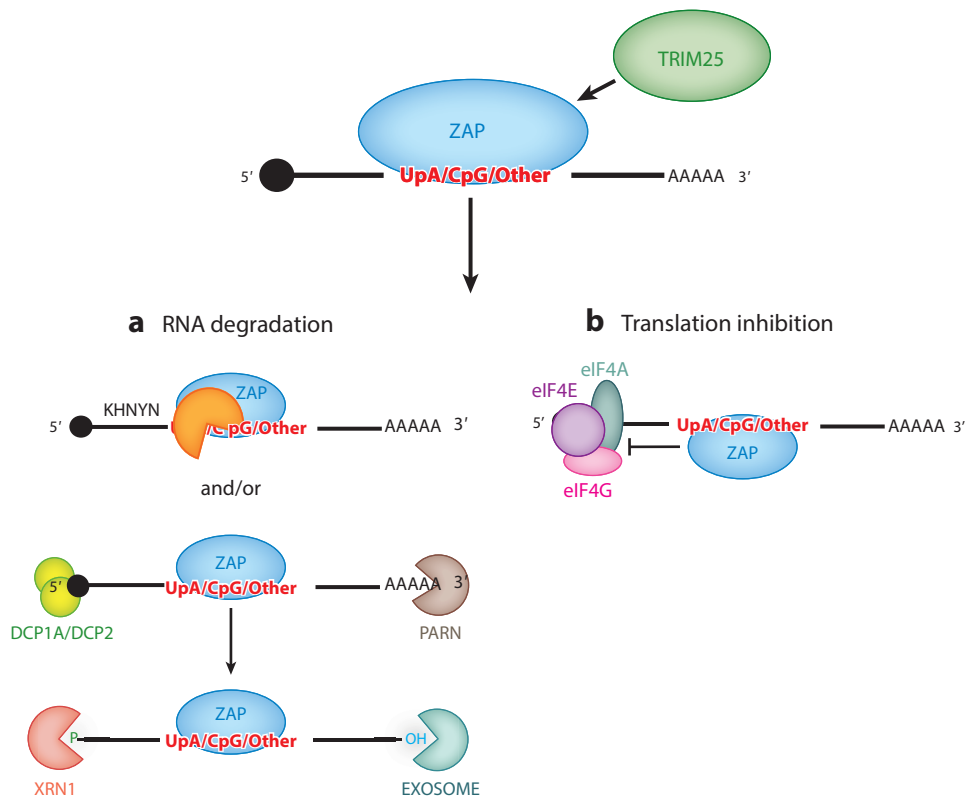 TRIM25
ZAP
5′ UpA/CpG/Other AAAAA 3′
a RNA degradation
b Translation inhibition
KHNYN
ZAP
5′ /CpG/Other AAAAA 3′
and/or
eIF4A
eIF4E
5′ UpA/CpG/Other AAAAA 3′
ZAP
eIF4G
ZAP
5′ UpA/CpG/Other AAAAA 3′
DCP1A/DCP2
PARN
ZAP
P UpA/CpG/Other OH
XRN1
EXOSOME